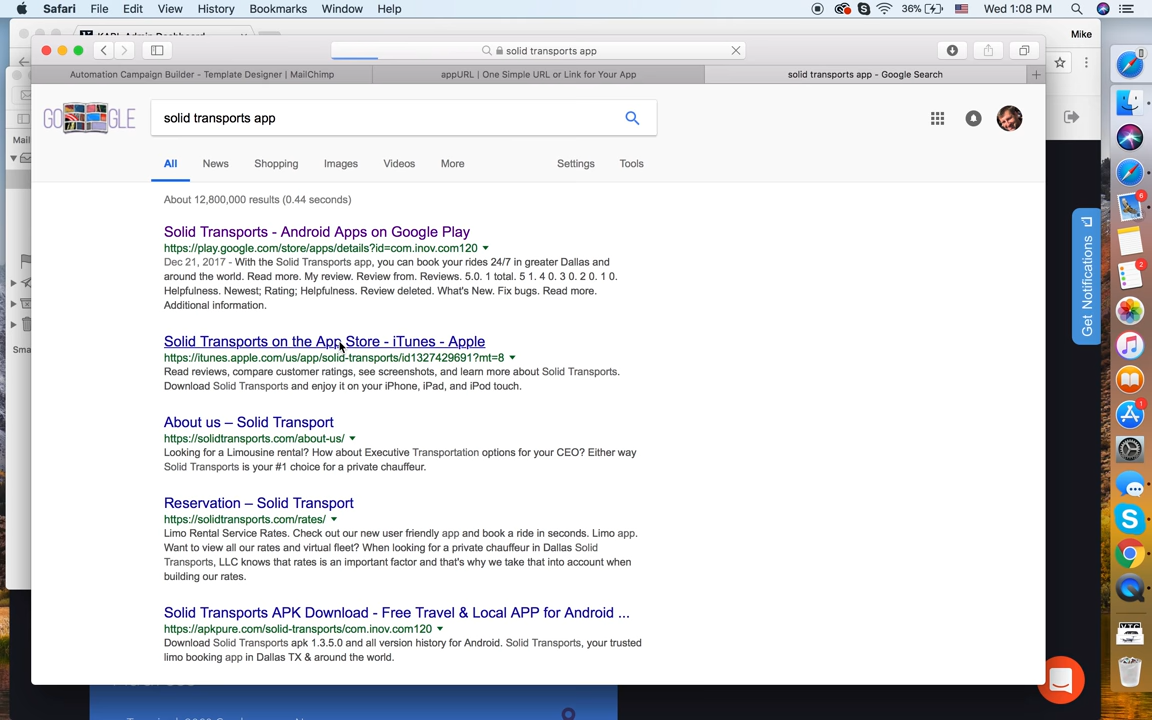 Safari File Edit View History Bookmarks Window Help 36% Wed 1:08 PM
Mike
solid transports app
Automation Campaign Builder - Template Designer | MailChimp
appURL | One Simple URL or Link for Your App
solid transports app - Google Search
GO GLE
solid transports app
Mail
All News Shopping Images Videos More Settings Tools
About 12,800,000 results (0.44 seconds)
Solid Transports - Android Apps on Google Play
https://play.google.com/store/apps/details?id=com.inov.com120
Dec 21, 2017 - With the Solid Transports app, you can book your rides 24/7 in greater Dallas and
around the world. Read more. My review. Review from. Reviews. 5.0. 1 total. 5 1. 4 0. 3 0. 2 0. 1 0.
Helpfulness. Newest; Rating; Helpfulness. Review deleted. What's New. Fix bugs. Read more.
Additional information.
Get Notifications
Solid Transports on the App Store - iTunes - Apple
https://itunes.apple.com/us/app/solid-transports/id1327429691?mt=8
Read reviews, compare customer ratings, see screenshots, and learn more about Solid Transports.
Download Solid Transports and enjoy it on your iPhone, iPad, and iPod touch.
Sma
About us – Solid Transport
https://solidtransports.com/about-us/
Looking for a Limousine rental? How about Executive Transportation options for your CEO? Either way
Solid Transports is your #1 choice for a private chauffeur.
Reservation – Solid Transport
https://solidtransports.com/rates/
Limo Rental Service Rates. Check out our new user friendly app and book a ride in seconds. Limo app.
Want to view all our rates and virtual fleet? When looking for a private chauffeur in Dallas Solid
Transports, LLC knows that rates is an important factor and that's why we take that into account when
building our rates.
Solid Transports APK Download - Free Travel & Local APP for Android ...
https://apkpure.com/solid-transports/com.inov.com120
Download Solid Transports apk 1.3.5.0 and all version history for Android. Solid Transports, your trusted
limo booking app in Dallas TX & around the world.